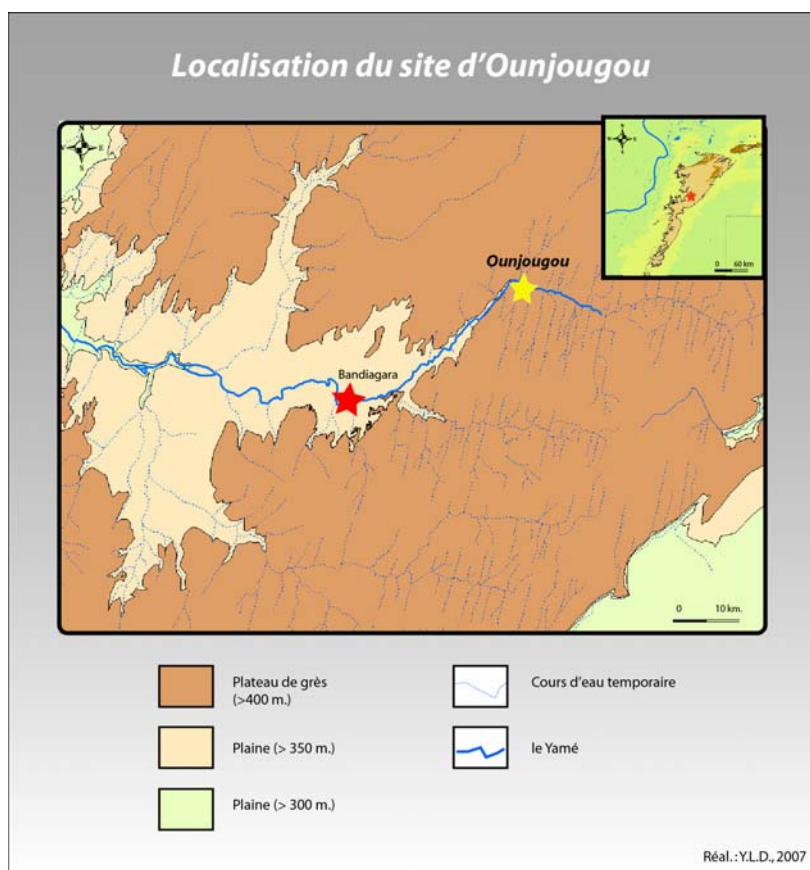 Localisation du site d'Ounjougou
N
E
S
N
E
S
0 60 km
Ounjougou
Bandiagara
0 10 km.
Plateau de grès
(>400 m.)
Cours d'eau temporaire
Plaine (> 350 m.)
le Yamé
Plaine (> 300 m.)
Réal. : Y.L.D., 2007